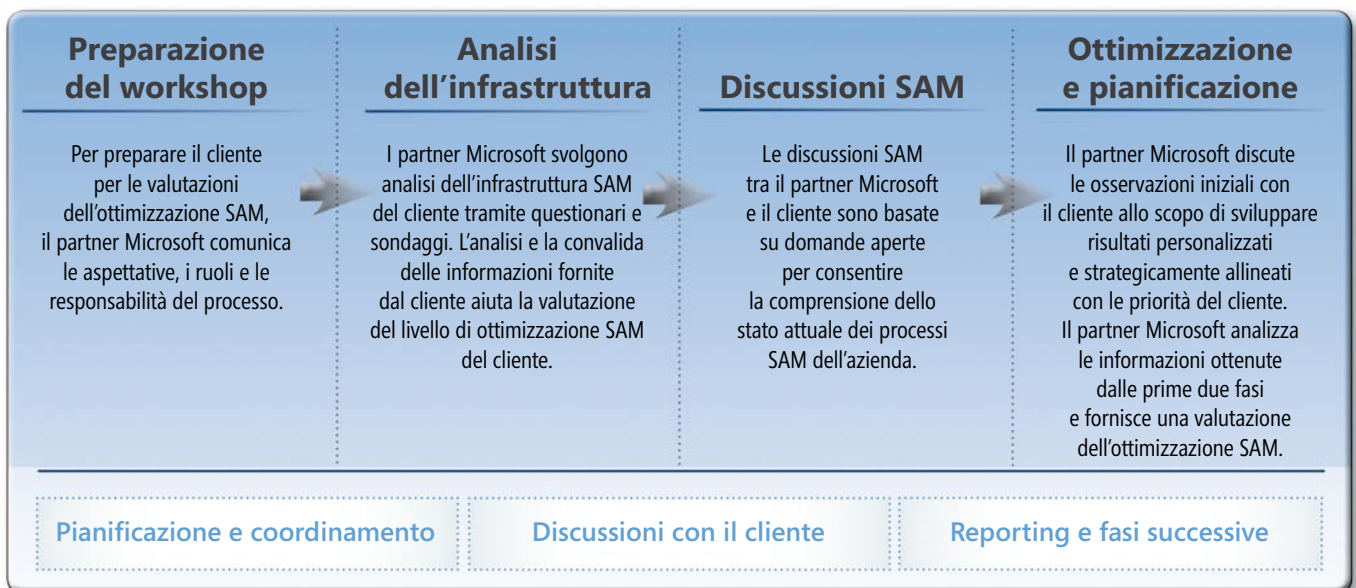 Preparazione
del workshop
Per preparare il cliente
per le valutazioni
dell'ottimizzazione SAM,
il partner Microsoft comunica
le aspettative, i ruoli e le
responsabilità del processo.
Analisi
dell'infrastruttura
I partner Microsoft svolgono
analisi dell'infrastruttura SAM
del cliente tramite questionari e
sondaggi. L'analisi e la convalida
delle informazioni fornite
dal cliente aiuta la valutazione
del livello di ottimizzazione SAM
del cliente.
Discussioni SAM
Le discussioni SAM
tra il partner Microsoft
e il cliente sono basate
su domande aperte
per consentire
la comprensione dello
stato attuale dei processi
SAM dell'azienda.
Ottimizzazione
e pianificazione
Il partner Microsoft discute
le osservazioni iniziali con
il cliente allo scopo di sviluppare
risultati personalizzati
e strategicamente allineati
con le priorità del cliente.
Il partner Microsoft analizza
le informazioni ottenute
dalle prime due fasi
e fornisce una valutazione
dell'ottimizzazione SAM.
Pianificazione e coordinamento
Discussioni con il cliente
Reporting e fasi successive